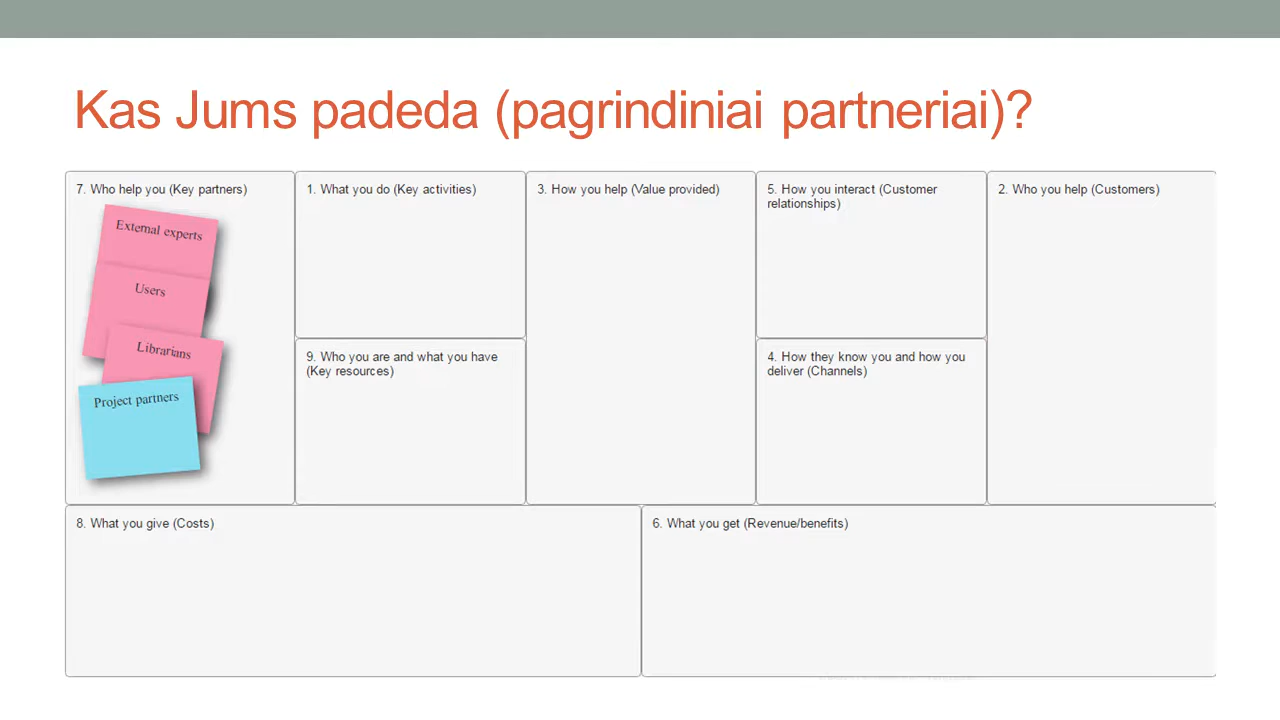 Kas Jums padeda (pagrindiniai partneriai)?
7. Who help you (Key partners)
External experts
Users
Librarians
Project partners
1. What you do (Key activities)
9. Who you are and what you have
(Key resources)
3. How you help (Value provided)
5. How you interact (Customer
relationships)
4. How they know you and how you
deliver (Channels)
2. Who you help (Customers)
8. What you give (Costs)
6. What you get (Revenue/benefits)